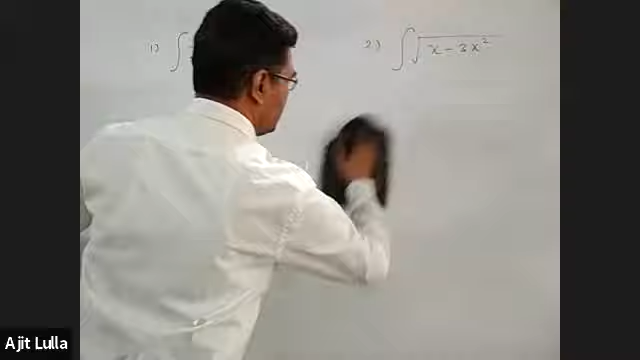 1) ∫
2) ∫√x - 3x²
Ajit Lulla